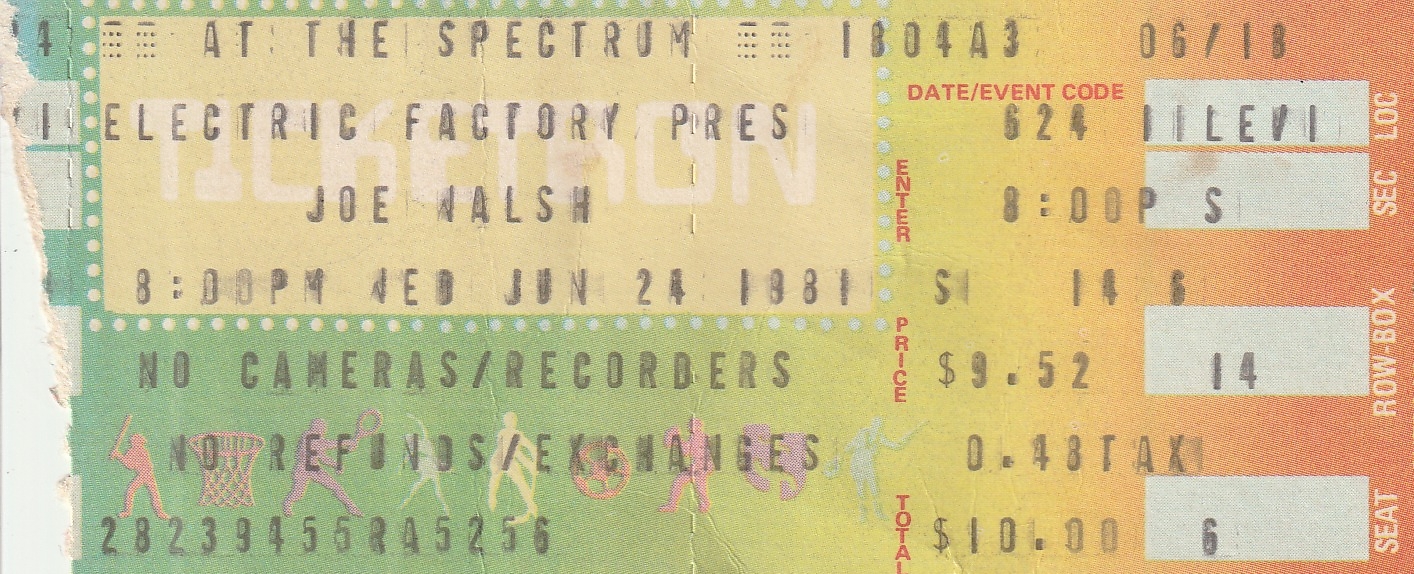 AT THE SPECTRUM 1804A3 06/18
DATE/EVENT CODE
ELECTRIC FACTORY PRES 624
LOC
TICKETRON
ENTER
SEC
JOE WALSH 8:00P S
8:00PM WED JUN 24 1981 S 14 6
PRICE
ROW-BOX
NO CAMERAS/RECORDERS $9.52 14
NO REFUNDS/EXCHANGES 0.48TAX
TOTAL
SEAT
28239455RA5256 $10.00 6